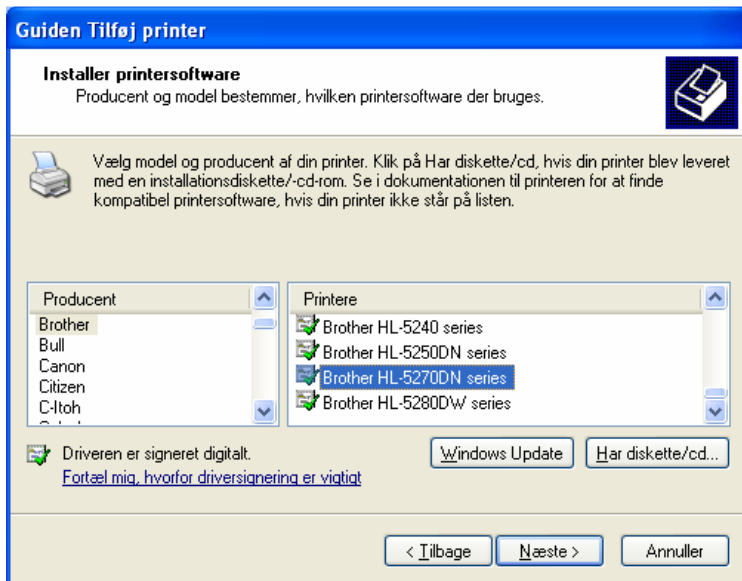 Guiden Tilføj printer
Installer printersoftware
Producent og model bestemmer, hvilken printersoftware der bruges.
Vælg model og producent af din printer. Klik på Har diskette/cd, hvis din printer blev leveret
med en installationsdiskette/-cd-rom. Se i dokumentationen til printeren for at finde
kompatibel printersoftware, hvis din printer ikke står på listen.
Producent
Brother
Bull
Canon
Citizen
C-Itoh
Printere
Brother HL-5240 series
Brother HL-5250DN series
Brother HL-5270DN series
Brother HL-5280DW series
Driveren er signeret digitalt.
Fortæl mig, hvorfor driversignering er vigtigt
Windows Update
Har diskette/cd...
< Tilbage
Næste >
Annuller